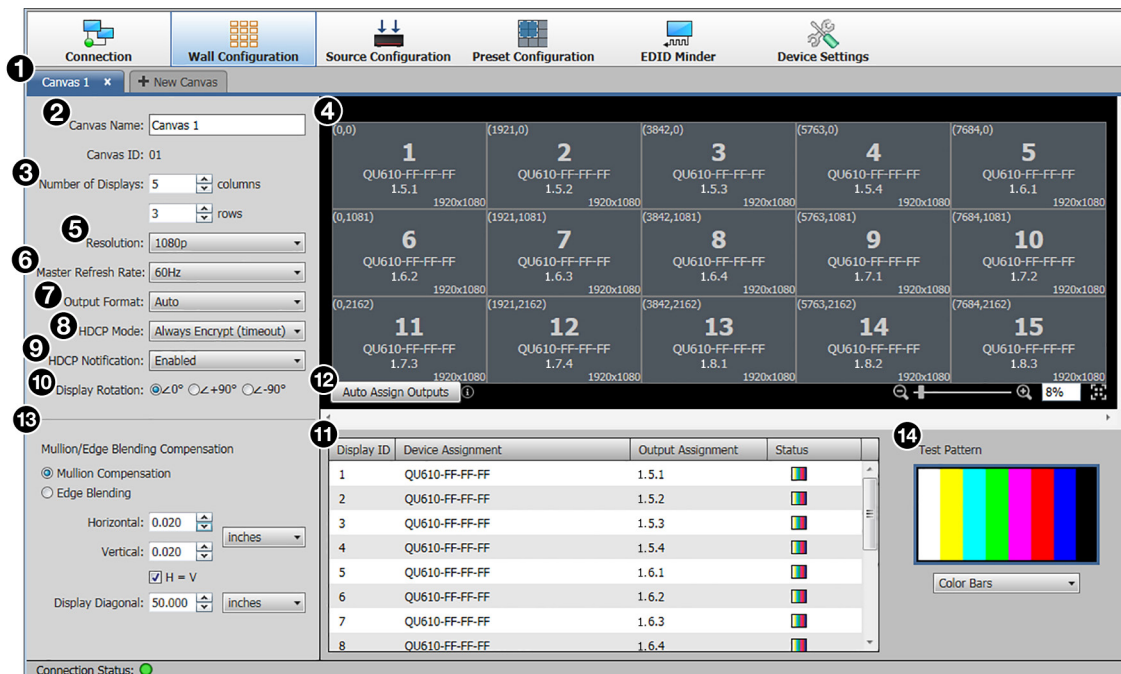 Connection
Wall Configuration
Source Configuration
Preset Configuration
EDID Minder
Device Settings
1
Canvas 1 ×
+ New Canvas
2
Canvas Name: Canvas 1
Canvas ID: 01
3
Number of Displays: 5 columns
3 rows
5
Resolution: 1080p
6
Master Refresh Rate: 60Hz
7
Output Format: Auto
8
HDCP Mode: Always Encrypt (timeout)
9
HDCP Notification: Enabled
10
Display Rotation: ∠0° ∠+90° ∠-90°
13
Mullion/Edge Blending Compensation
Mullion Compensation
Edge Blending
Horizontal: 0.020
inches
Vertical: 0.020
H = V
Display Diagonal: 50.000 inches
4
(0,0)
1
QU610-FF-FF-FF
1.5.1
1920x1080
(1921,0)
2
QU610-FF-FF-FF
1.5.2
1920x1080
(3842,0)
3
QU610-FF-FF-FF
1.5.3
1920x1080
(5763,0)
4
QU610-FF-FF-FF
1.5.4
1920x1080
(7684,0)
5
QU610-FF-FF-FF
1.6.1
1920x1080
(0,1081)
6
QU610-FF-FF-FF
1.6.2
1920x1080
(1921,1081)
7
QU610-FF-FF-FF
1.6.3
1920x1080
(3842,1081)
8
QU610-FF-FF-FF
1.6.4
1920x1080
(5763,1081)
9
QU610-FF-FF-FF
1.7.1
1920x1080
(7684,1081)
10
QU610-FF-FF-FF
1.7.2
1920x1080
(0,2162)
11
QU610-FF-FF-FF
1.7.3
1920x1080
(1921,2162)
12
QU610-FF-FF-FF
1.7.4
1920x1080
(3842,2162)
13
QU610-FF-FF-FF
1.8.1
1920x1080
(5763,2162)
14
QU610-FF-FF-FF
1.8.2
1920x1080
(7684,2162)
15
QU610-FF-FF-FF
1.8.3
1920x1080
12
Auto Assign Outputs
8%
11
Display ID Device Assignment Output Assignment Status
1 QU610-FF-FF-FF 1.5.1
2 QU610-FF-FF-FF 1.5.2
3 QU610-FF-FF-FF 1.5.3
4 QU610-FF-FF-FF 1.5.4
5 QU610-FF-FF-FF 1.6.1
6 QU610-FF-FF-FF 1.6.2
7 QU610-FF-FF-FF 1.6.3
8 QU610-FF-FF-FF 1.6.4
14
Test Pattern
Color Bars
Connection Status: